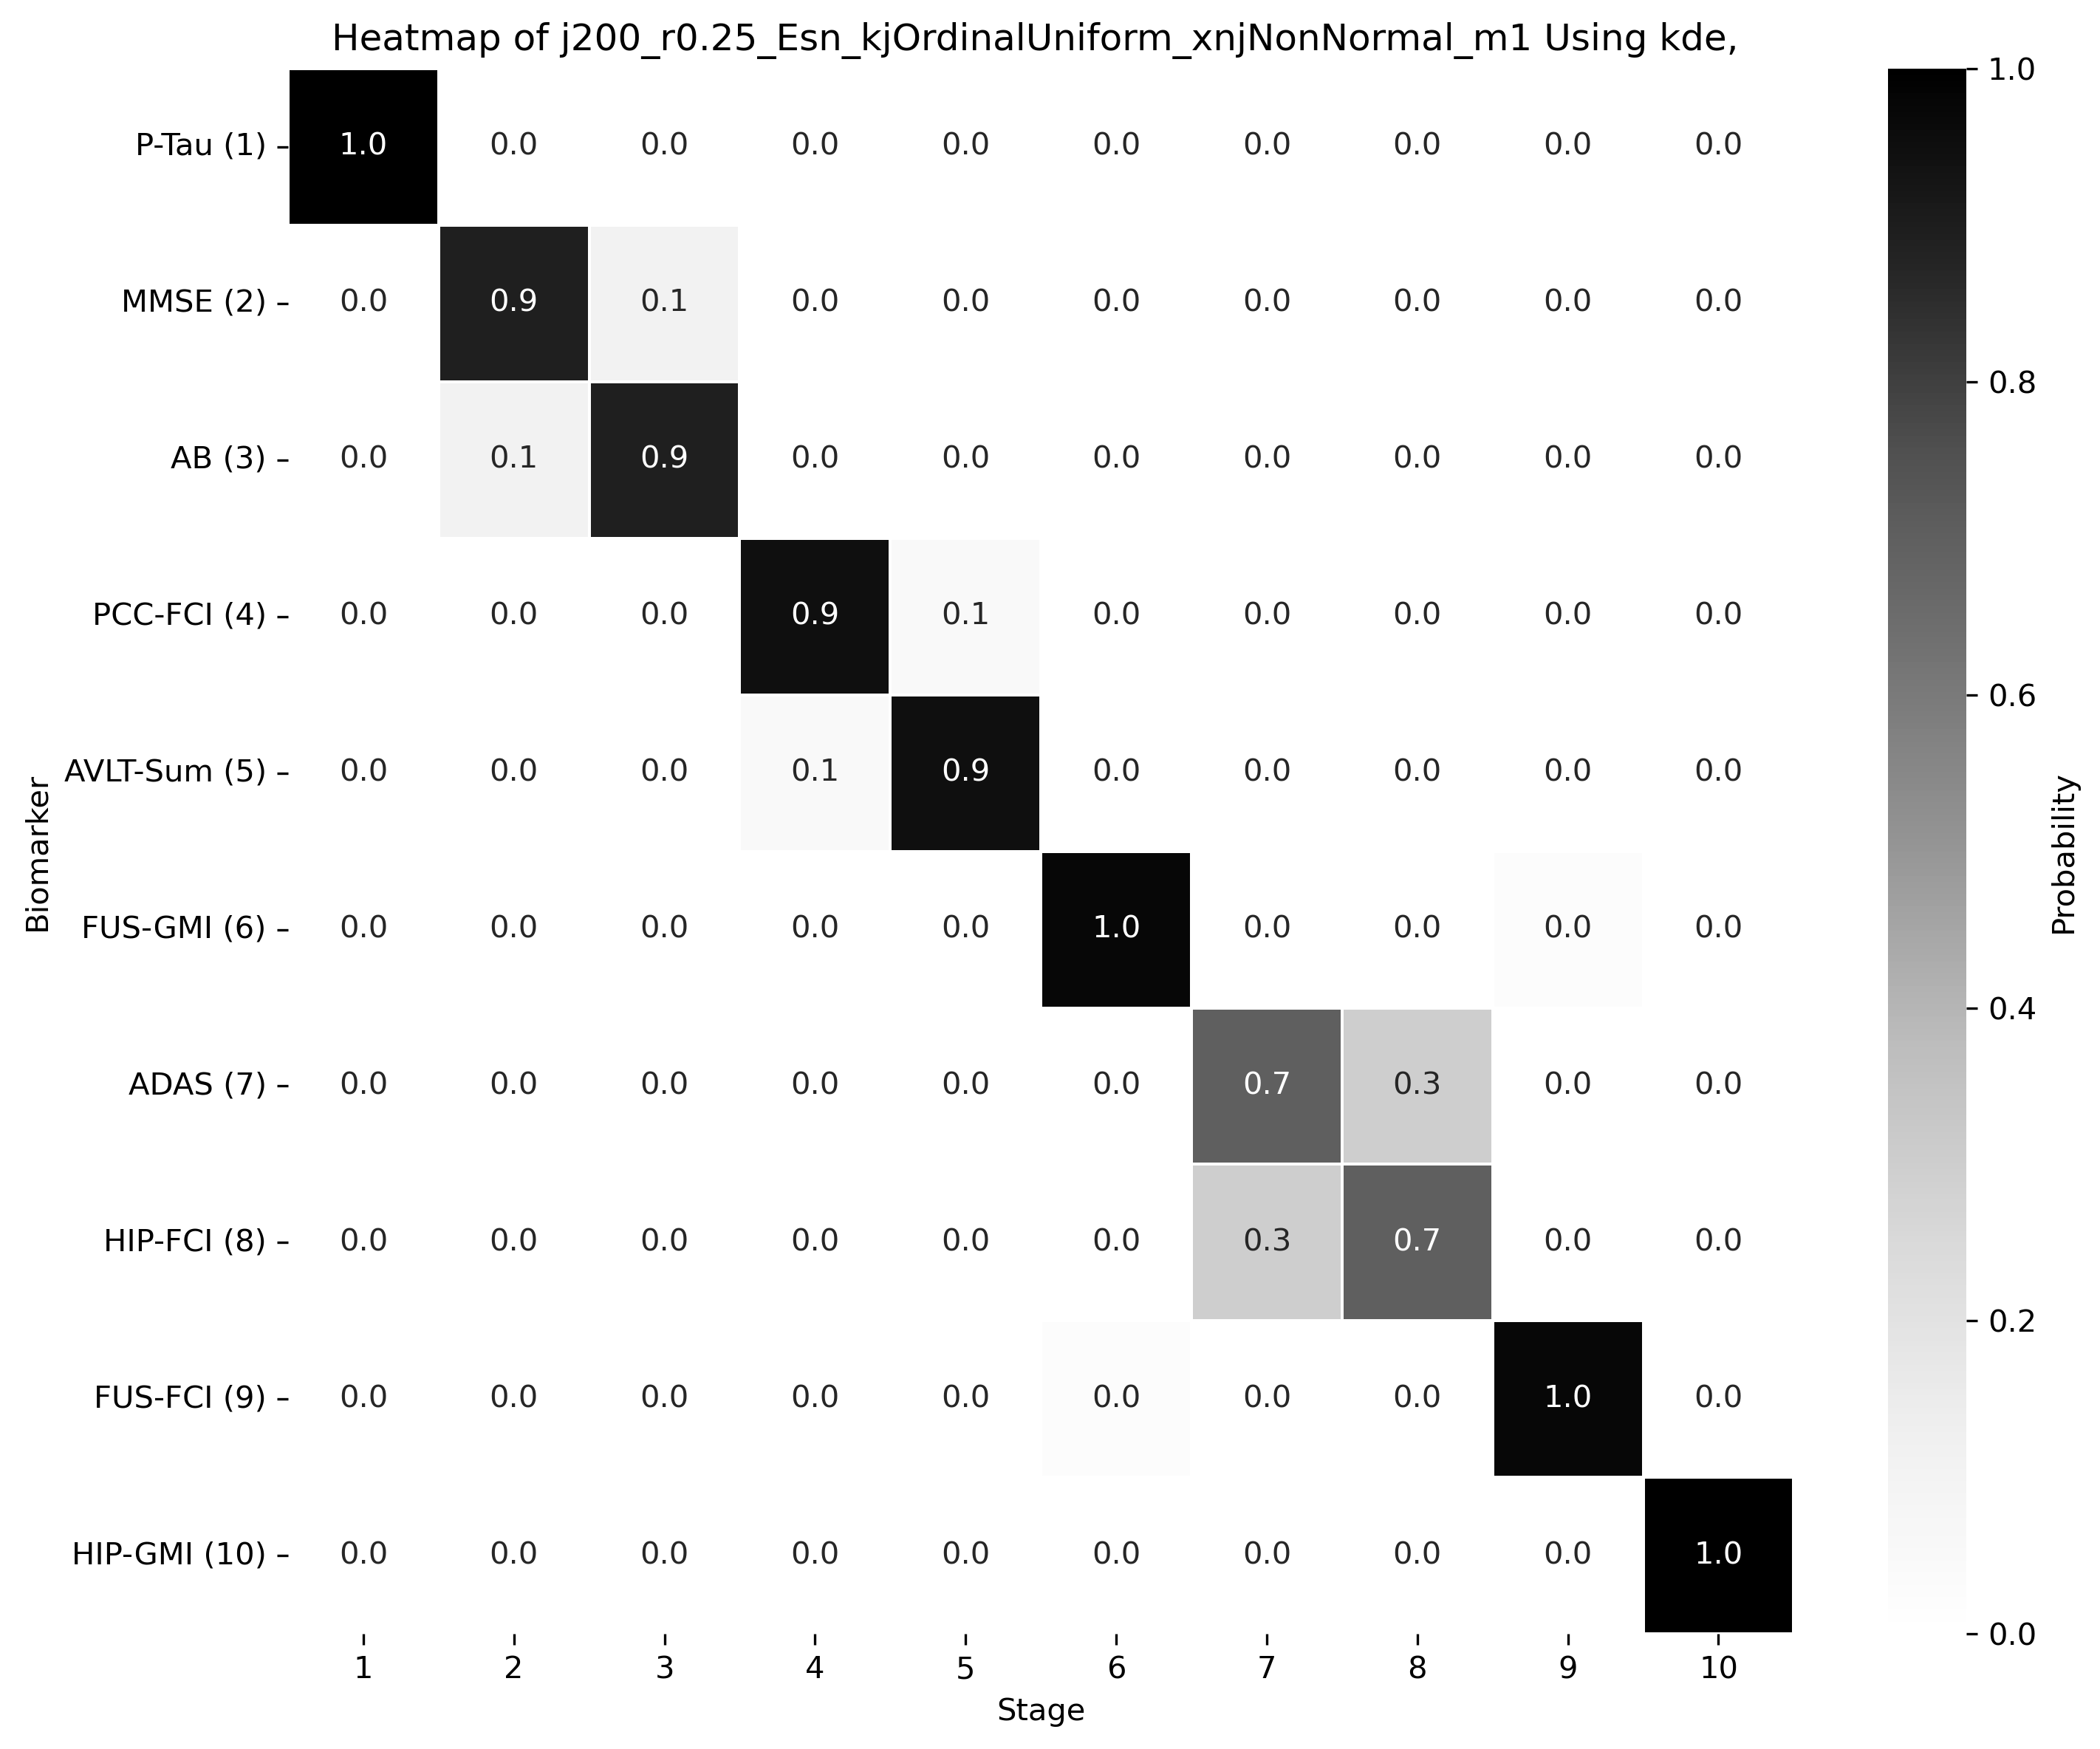 Heatmap of j200_r0.25_Esn_kjOrdinalUniform_xnjNonNormal_m1 Using kde,
Biomarker
P-Tau (1) 1.0 0.0 0.0 0.0 0.0 0.0 0.0 0.0 0.0 0.0
MMSE (2) 0.0 0.9 0.1 0.0 0.0 0.0 0.0 0.0 0.0 0.0
AB (3) 0.0 0.1 0.9 0.0 0.0 0.0 0.0 0.0 0.0 0.0
PCC-FCI (4) 0.0 0.0 0.0 0.9 0.1 0.0 0.0 0.0 0.0 0.0
AVLT-Sum (5) 0.0 0.0 0.0 0.1 0.9 0.0 0.0 0.0 0.0 0.0
FUS-GMI (6) 0.0 0.0 0.0 0.0 0.0 1.0 0.0 0.0 0.0 0.0
ADAS (7) 0.0 0.0 0.0 0.0 0.0 0.0 0.7 0.3 0.0 0.0
HIP-FCI (8) 0.0 0.0 0.0 0.0 0.0 0.0 0.3 0.7 0.0 0.0
FUS-FCI (9) 0.0 0.0 0.0 0.0 0.0 0.0 0.0 0.0 1.0 0.0
HIP-GMI (10) 0.0 0.0 0.0 0.0 0.0 0.0 0.0 0.0 0.0 1.0
1 2 3 4 5 6 7 8 9 10
Stage
1.0
0.8
0.6
0.4
0.2
0.0
Probability